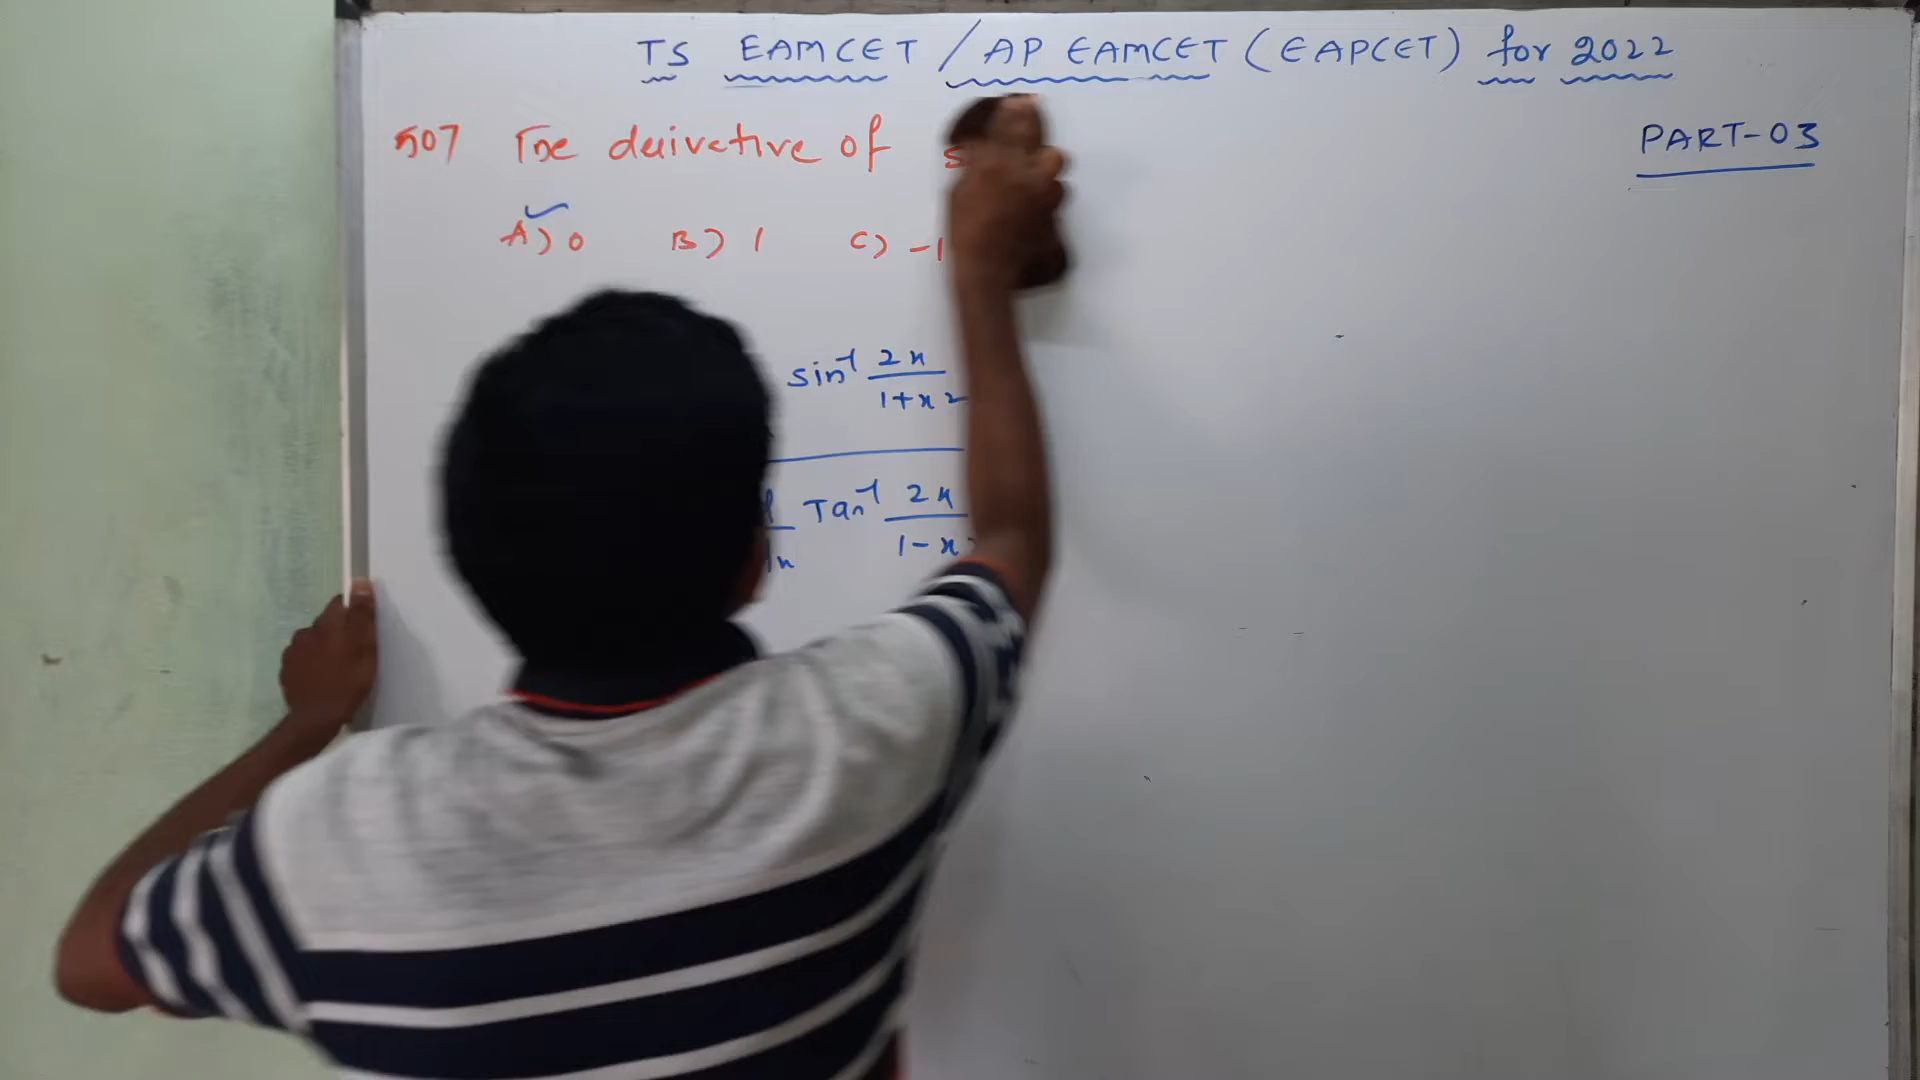 TS EAMCET / AP EAMCET (EAPCET) for 2022
PART-03
507 The derivative of s
A) 0 B) 1 C) -1
sin⁻¹ 2x
1+x²
Tan⁻¹ 2x
1-x